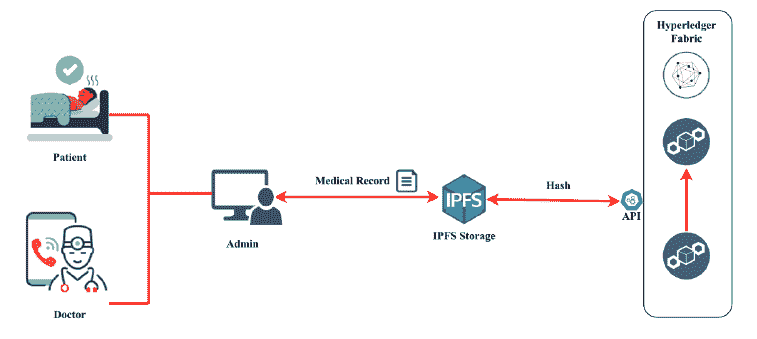 Hyperledger
Fabric
Patient
Medical Record
IPFS
Hash
API
IPFS Storage
Admin
Doctor